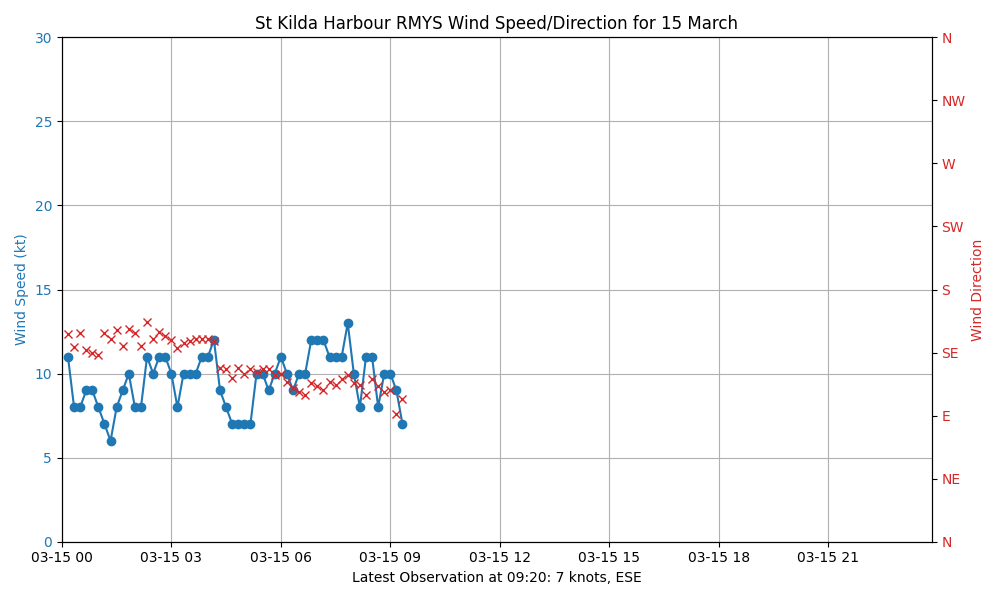 St Kilda Harbour RMYS Wind Speed/Direction for 15 March
30
25
20
15
10
5
0
Wind Speed (kt)
N
NW
W
SW
S
SE
E
NE
N
Wind Direction
03-15 00
03-15 03
03-15 06
03-15 09
03-15 12
03-15 15
03-15 18
03-15 21
Latest Observation at 09:20: 7 knots, ESE